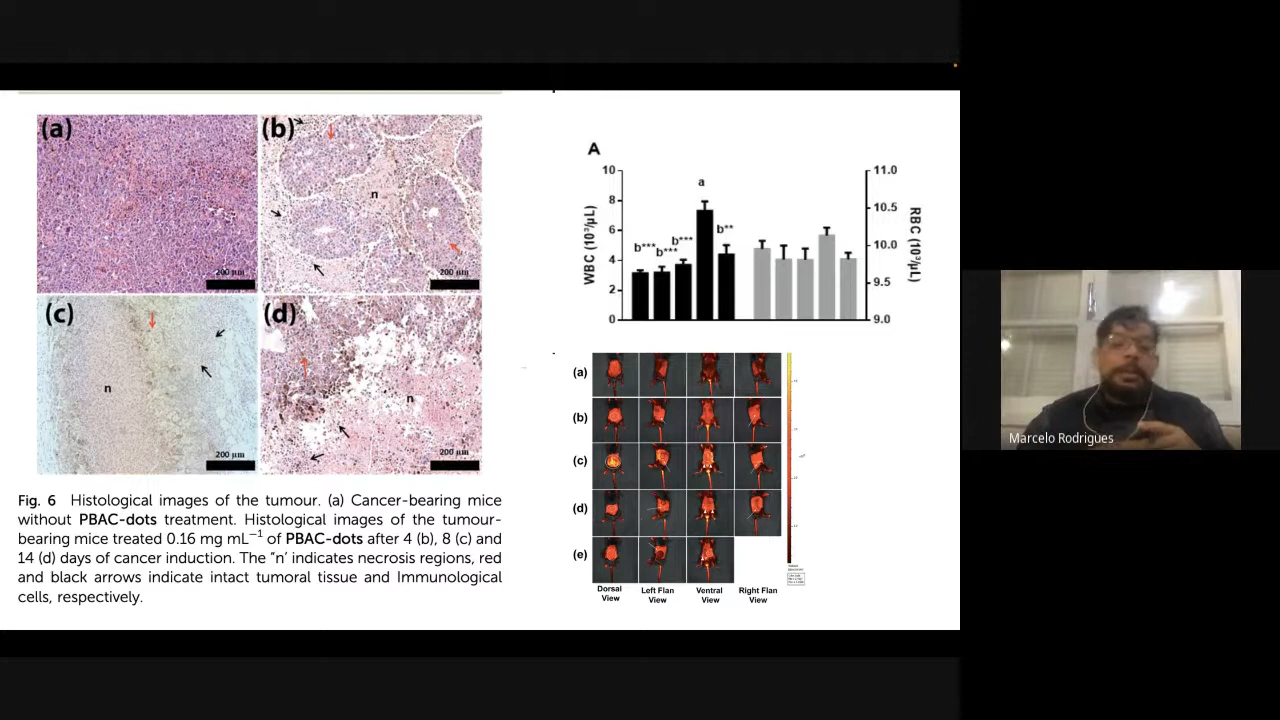 (a)
(b)
n
200 µm
200 µm
(c)
n
200 µm
(d)
n
200 µm
Fig. 6 Histological images of the tumour. (a) Cancer-bearing mice
without PBAC-dots treatment. Histological images of the tumour-
bearing mice treated 0.16 mg mL−1 of PBAC-dots after 4 (b), 8 (c) and
14 (d) days of cancer induction. The “n’ indicates necrosis regions, red
and black arrows indicate intact tumoral tissue and Immunological
cells, respectively.
A
WBC (10³/µL)
10
8
6
4
2
0
b***
b***
b***
a
b**
11.0
10.5
10.0
9.5
9.0
RBC (10³/µL)
(a)
(b)
(c)
(d)
(e)
Dorsal
View
Left Flan
View
Ventral
View
Right Flan
View
Marcelo Rodrigues